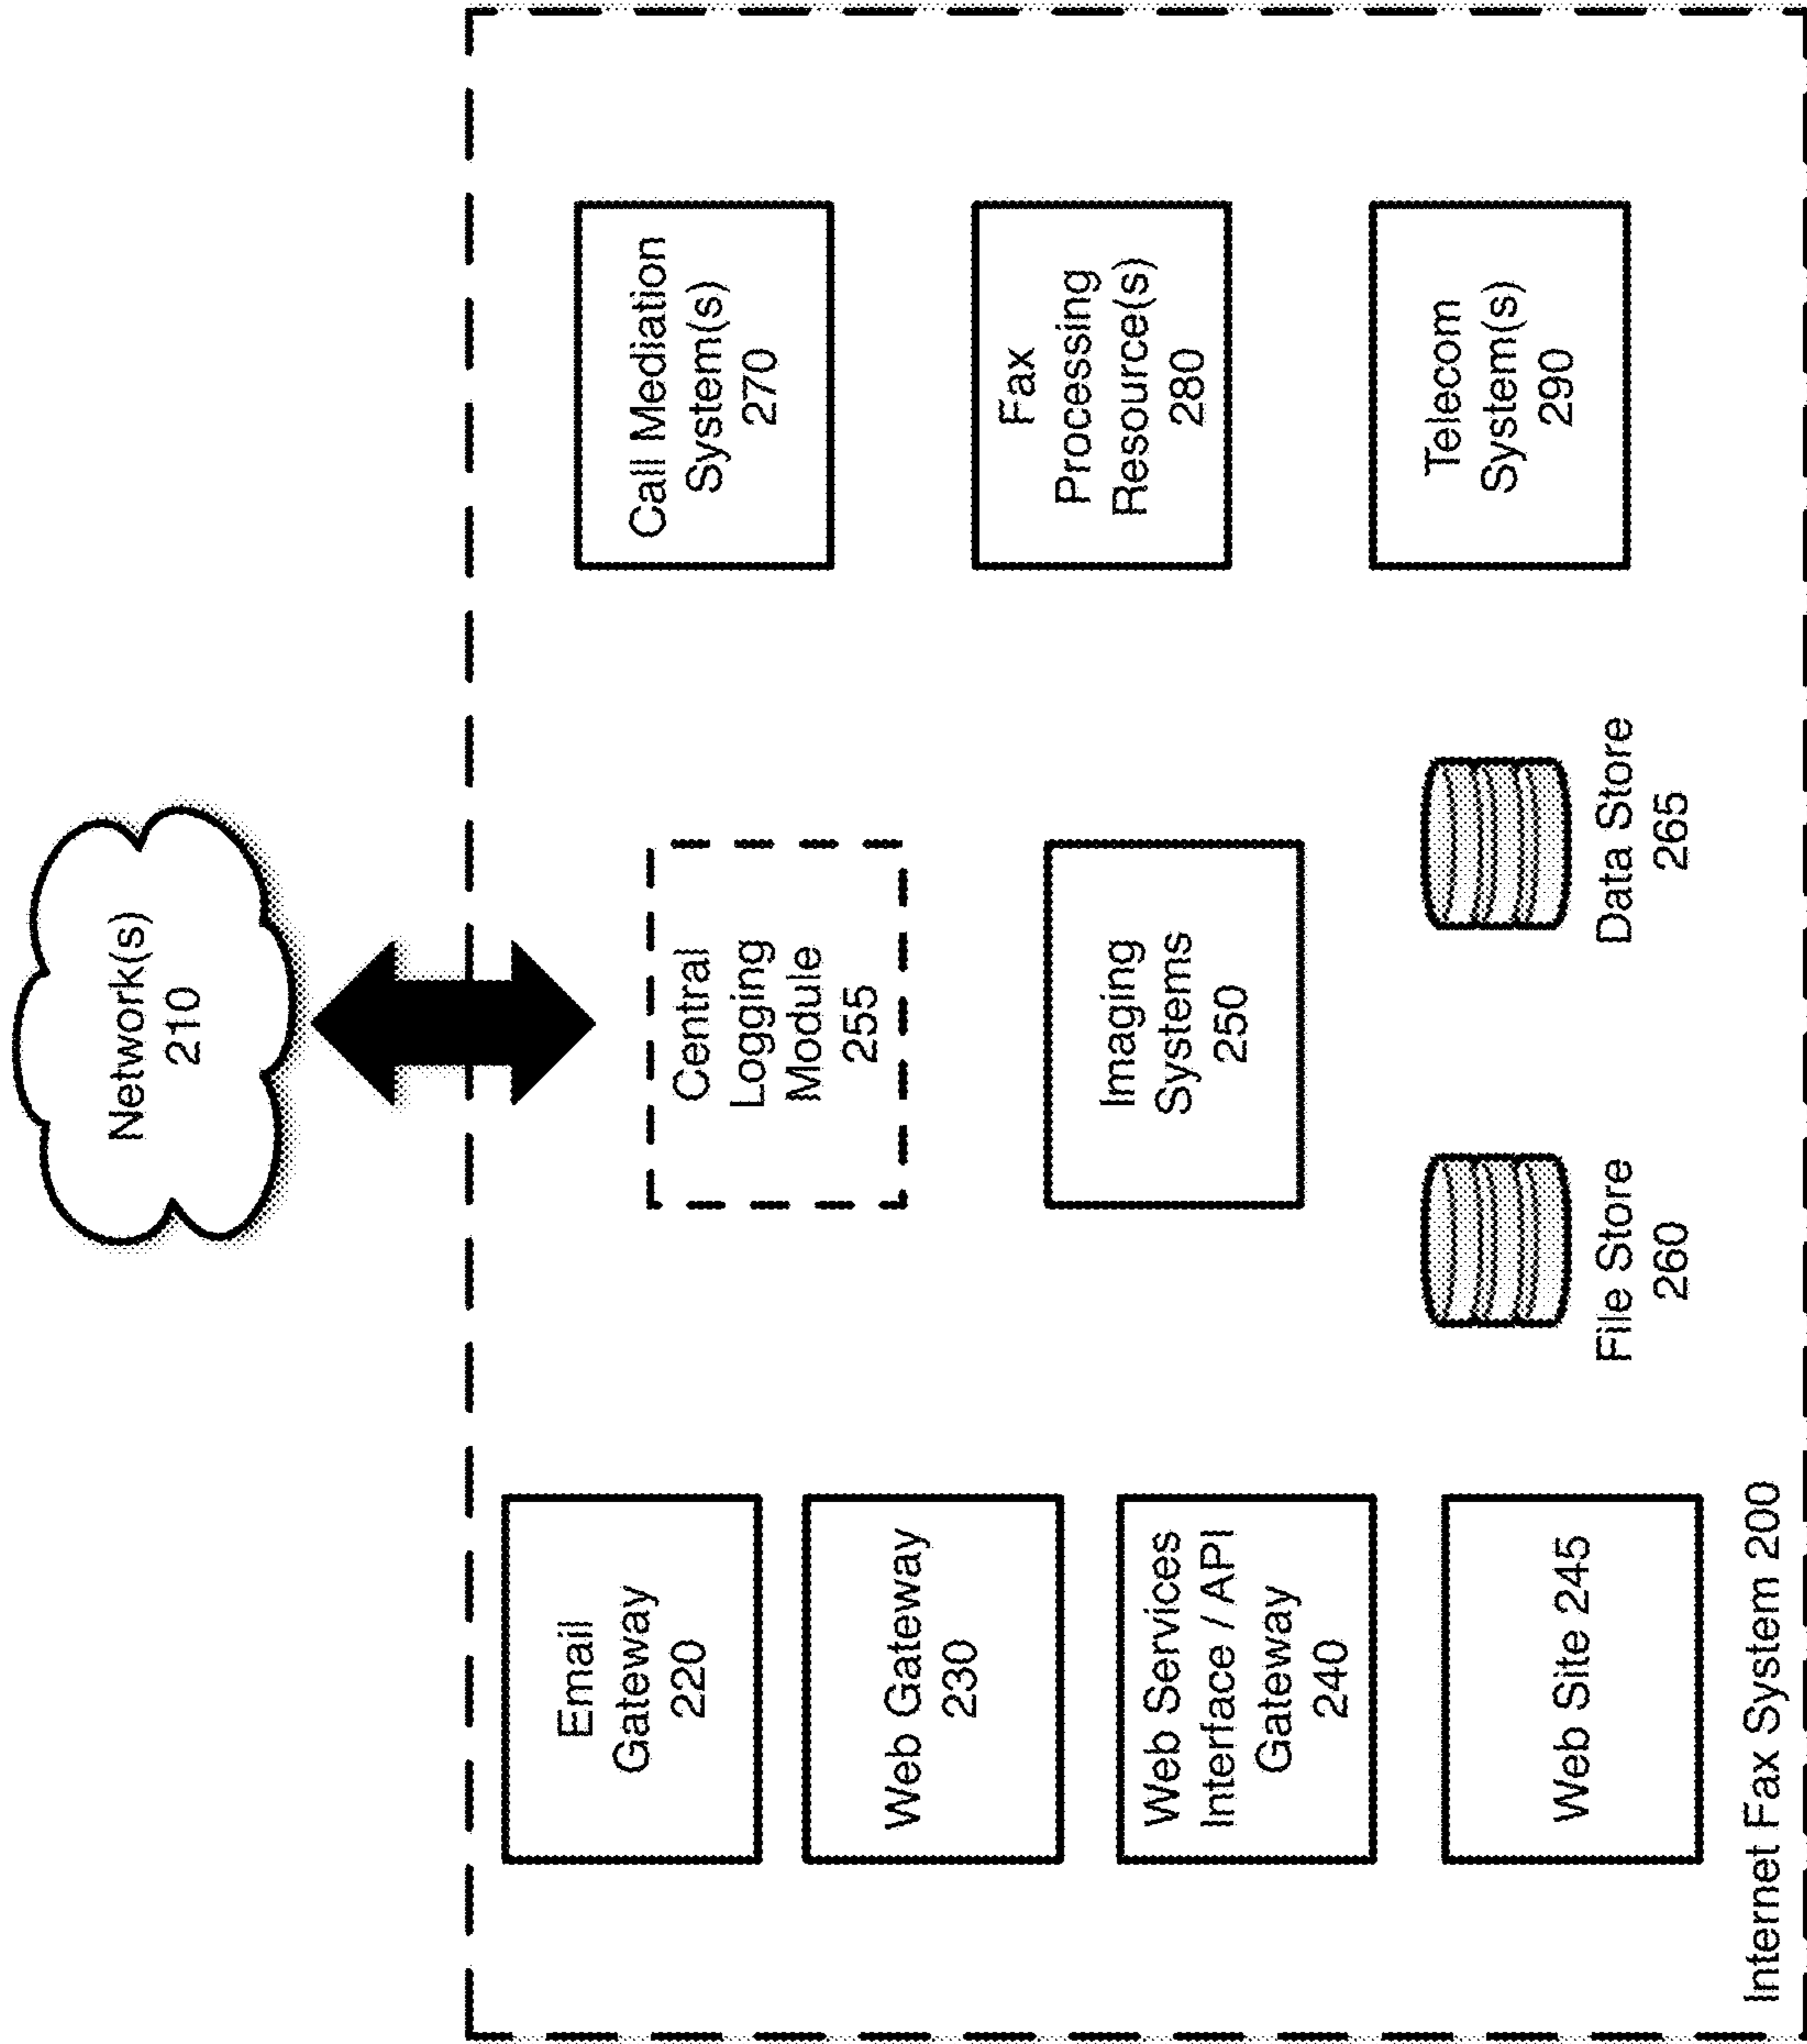 Network(s)
210
Email
Gateway
220
Web Gateway
230
Web Services
Interface / API
Gateway
240
Web Site 245
Central
Logging
Module
255
Imaging
Systems
250
File Store
260
Data Store
265
Call Mediation
System(s)
270
Fax
Processing
Resource(s)
280
Telecom
System(s)
290
Internet Fax System 200